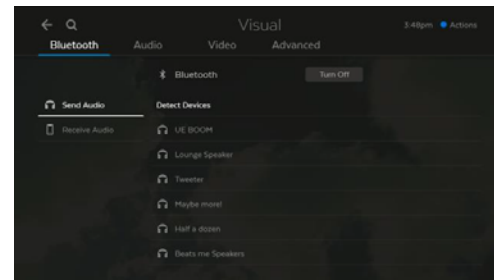 Visual
3:48pm Actions
Bluetooth Audio Video Advanced
Bluetooth Turn Off
Send Audio Detect Devices
Receive Audio UE BOOM
Lounge Speaker
Tweeter
Maybe more!
Half a dozen
Beats me Speakers